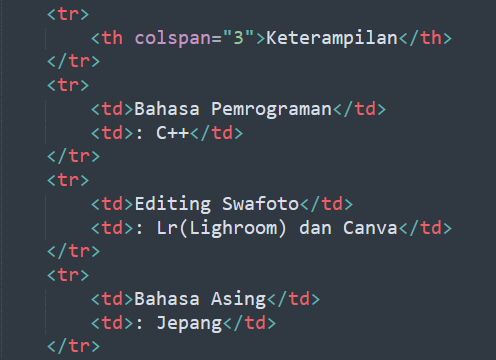 <tr>
<th colspan="3">Keterampilan</th>
</tr>
<tr>
<td>Bahasa Pemrograman</td>
<td>: C++</td>
</tr>
<tr>
<td>Editing Swafoto</td>
<td>: Lr(Lighroom) dan Canva</td>
</tr>
<tr>
<td>Bahasa Asing</td>
<td>: Jepang</td>
</tr>